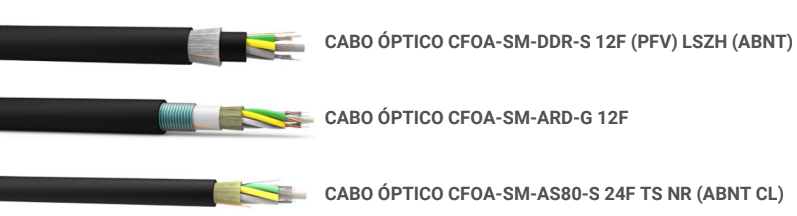 CABO ÓPTICO CFOA-SM-DDR-S 12F (PFV) LSZH (ABNT)
CABO ÓPTICO CFOA-SM-ARD-G 12F
CABO ÓPTICO CFOA-SM-AS80-S 24F TS NR (ABNT CL)